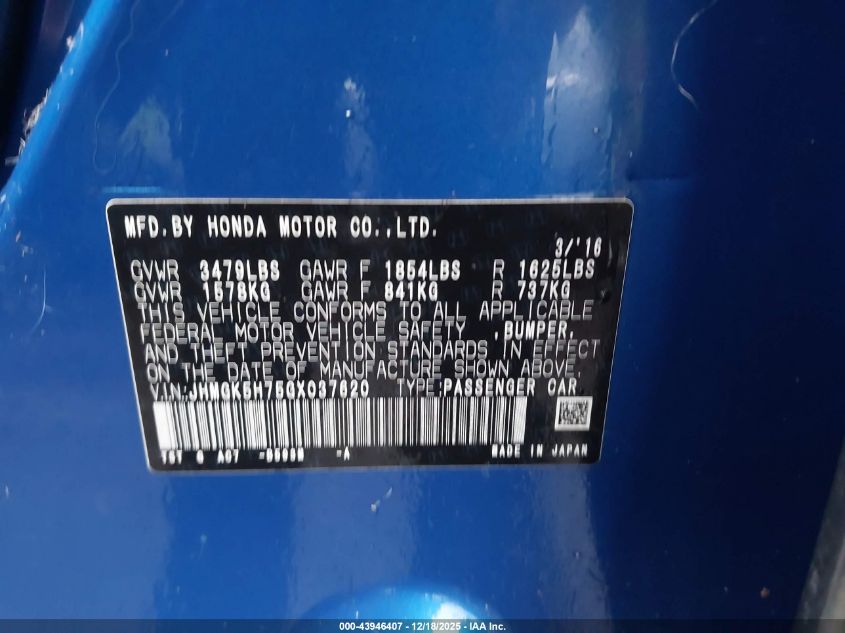 MFD. BY HONDA MOTOR CO., LTD.
3/'16
GVWR 3479LBS GAWR F 1854LBS R 1625LBS
GVWR 1578KG GAWR F 841KG R 737KG
THIS VEHICLE CONFORMS TO ALL APPLICABLE
FEDERAL MOTOR VEHICLE SAFETY , BUMPER,
AND THEFT PREVENTION STANDARDS IN EFFECT
ON THE DATE OF MANUFACTURE SHOWN ABOVE.
V.I.N.:JHMGK5H75GX037620 TYPE:PASSENGER CAR
A07 -B593M -A MADE IN JAPAN
000-43946407 - 12/18/2025 - IAA Inc.